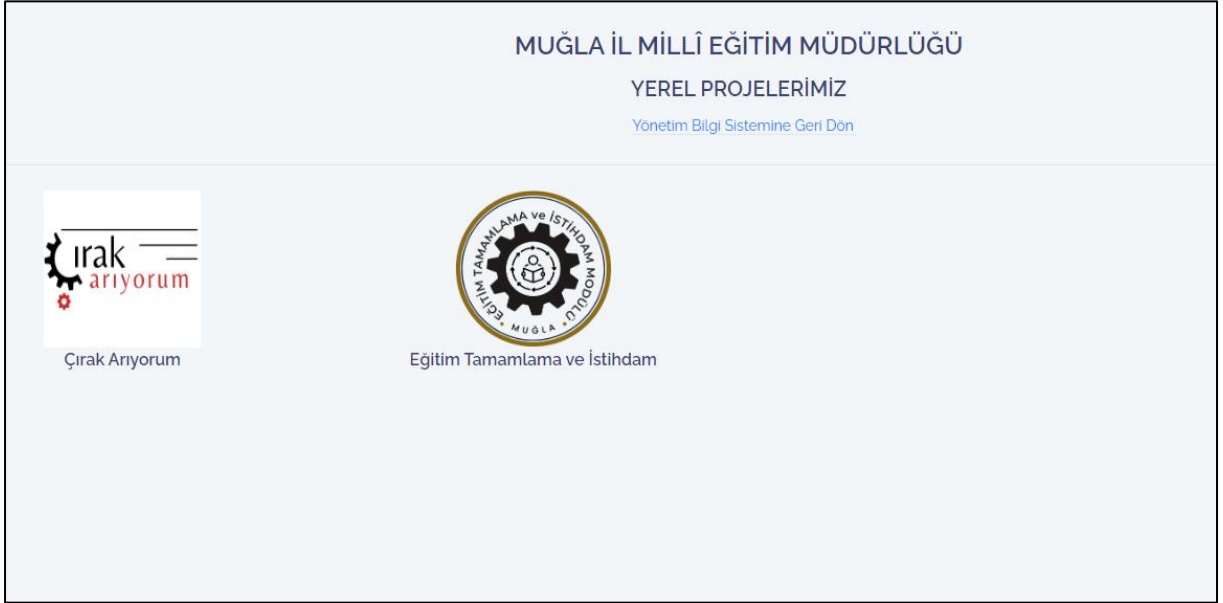 MUĞLA İL MİLLÎ EĞİTİM MÜDÜRLÜĞÜ
YEREL PROJELERİMİZ
Yönetim Bilgi Sistemine Geri Dön
Çırak
arıyorum
EĞİTİM TAMAMLAMA ve İSTİHDAM MODÜLÜ
MUĞLA
Çırak Arıyorum
Eğitim Tamamlama ve İstihdam